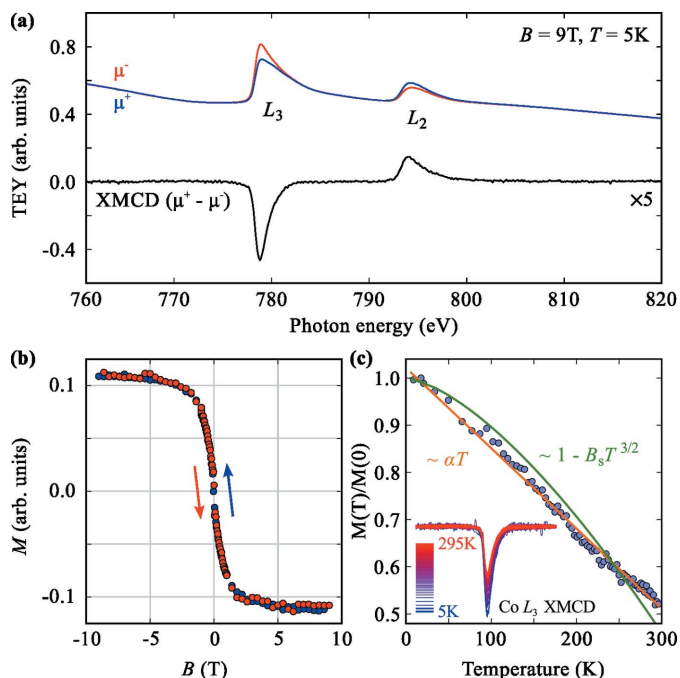 (a)
B = 9T, T = 5K
0.8
μ-
0.4
μ+
L3
L2
0.0
XMCD (μ+ - μ-)
×5
-0.4
TEY (arb. units)
760 770 780 790 800 810 820
Photon energy (eV)
(b)
0.1
0.0
-0.1
M (arb. units)
-10 -5 0 5 10
B (T)
(c)
1.0
0.9
0.8
0.7
0.6
0.5
M(T)/M(0)
~ αT
~ 1 - BsT3/2
295K
5K
Co L3 XMCD
0 100 200 300
Temperature (K)